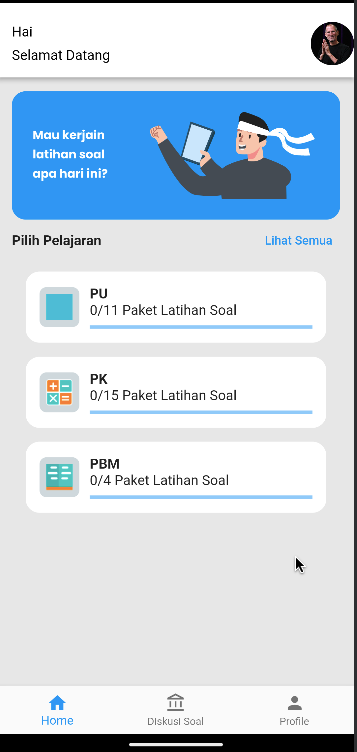 Hai
Selamat Datang
Mau kerjain
latihan soal
apa hari ini?
Pilih Pelajaran
Lihat Semua
PU
0/11 Paket Latihan Soal
PK
0/15 Paket Latihan Soal
PBM
0/4 Paket Latihan Soal
Home
Diskusi Soal
Profile